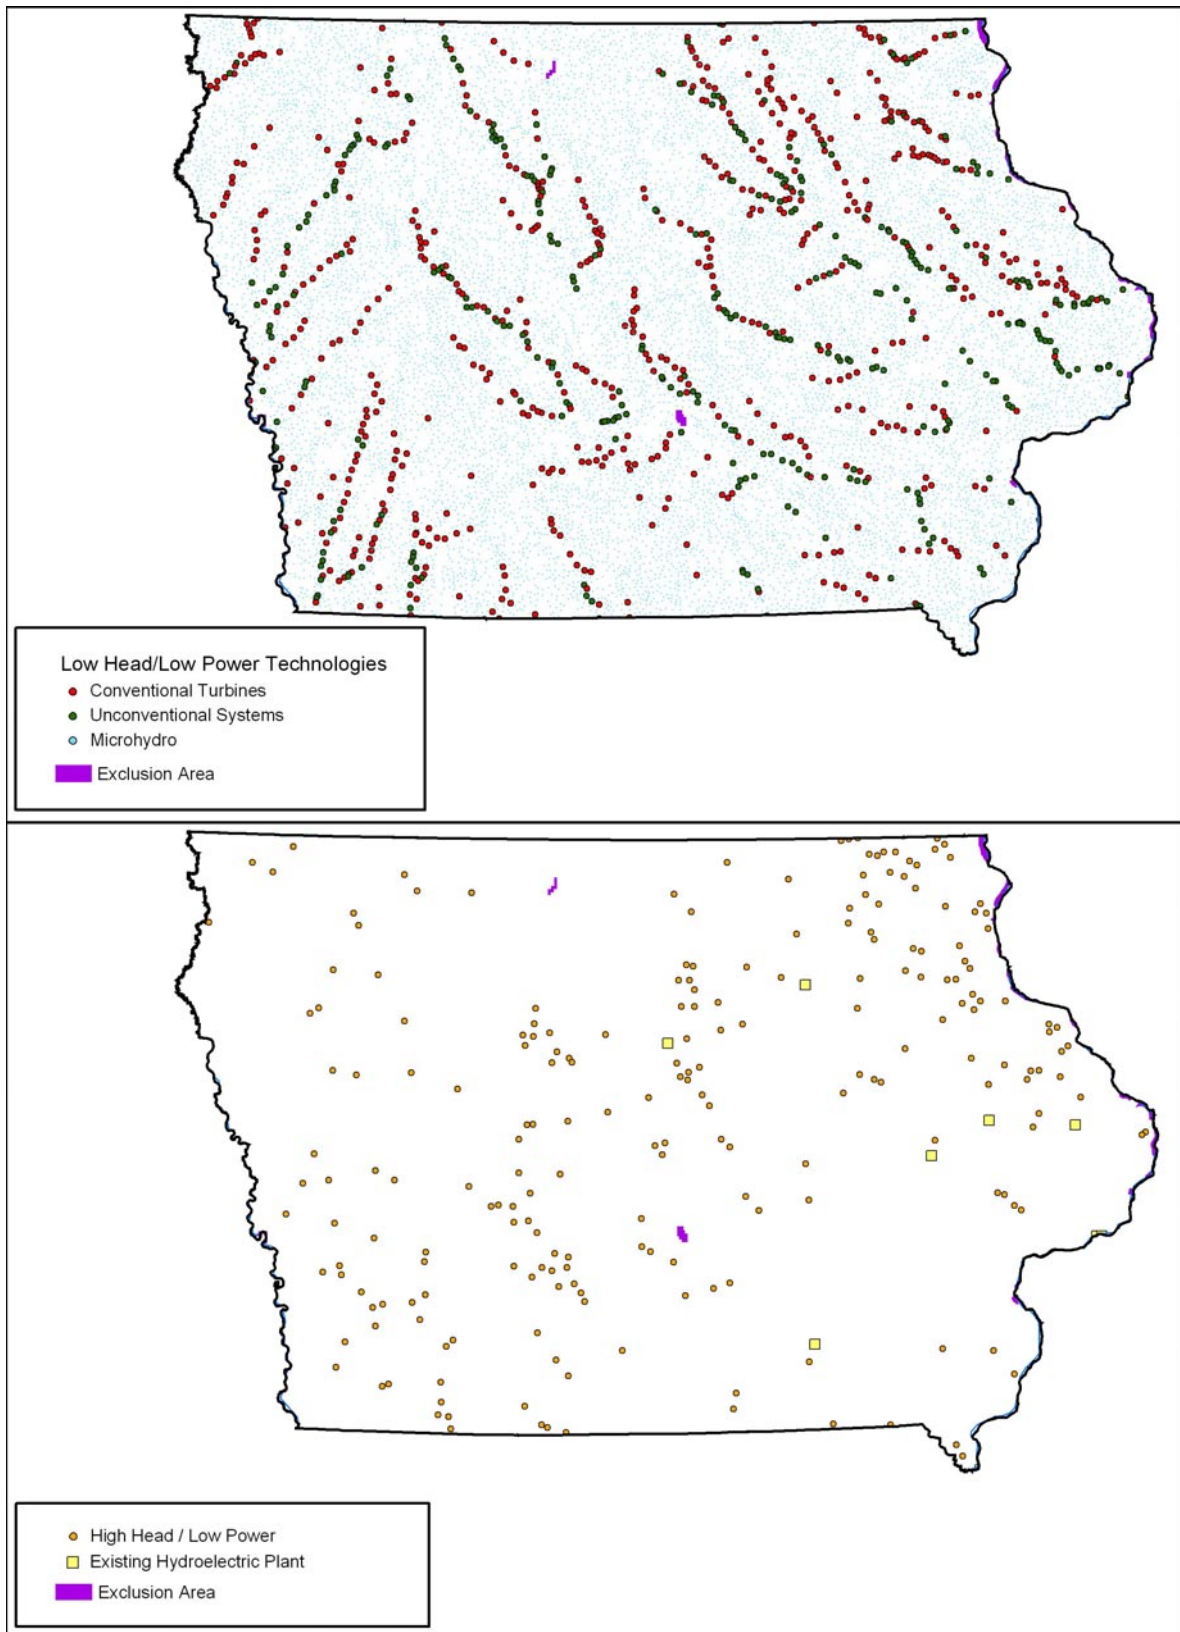 Low Head/Low Power Technologies
Conventional Turbines
Unconventional Systems
Microhydro
Exclusion Area
High Head / Low Power
Existing Hydroelectric Plant
Exclusion Area